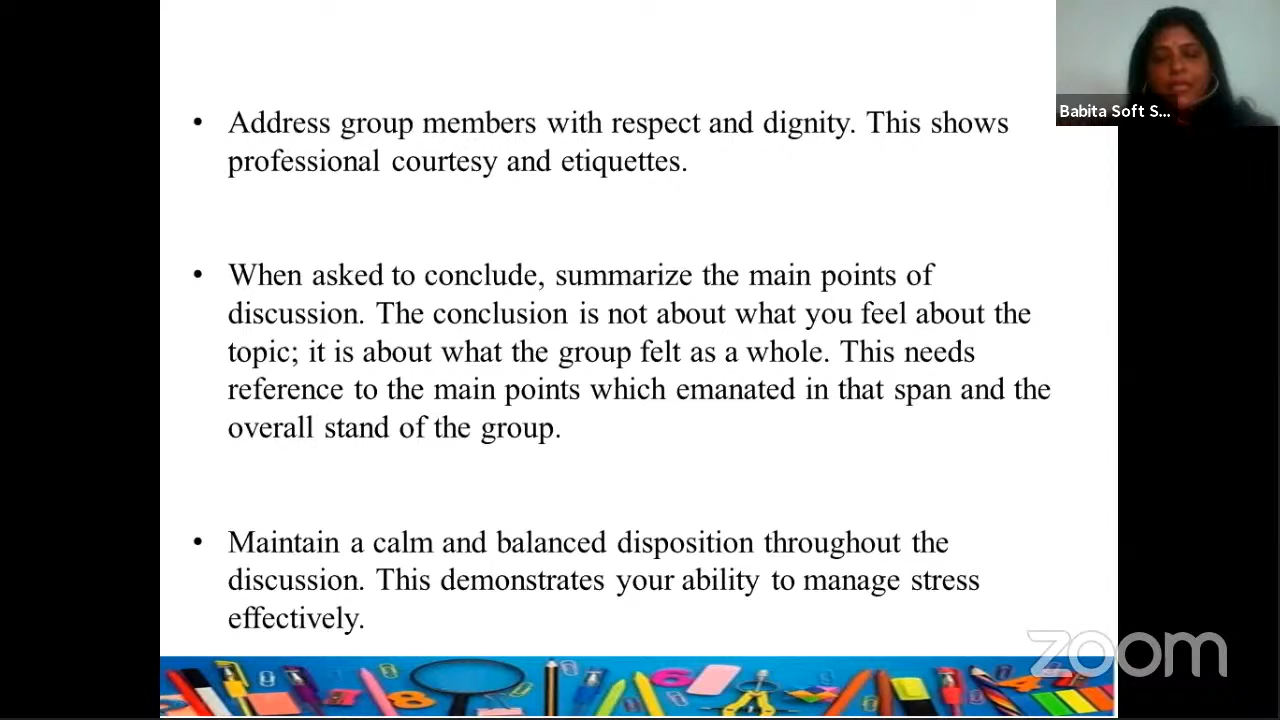 Babita Soft S...
• Address group members with respect and dignity. This shows
professional courtesy and etiquettes.
• When asked to conclude, summarize the main points of
discussion. The conclusion is not about what you feel about the
topic; it is about what the group felt as a whole. This needs
reference to the main points which emanated in that span and the
overall stand of the group.
• Maintain a calm and balanced disposition throughout the
discussion. This demonstrates your ability to manage stress
effectively.
zoom
8
6
4